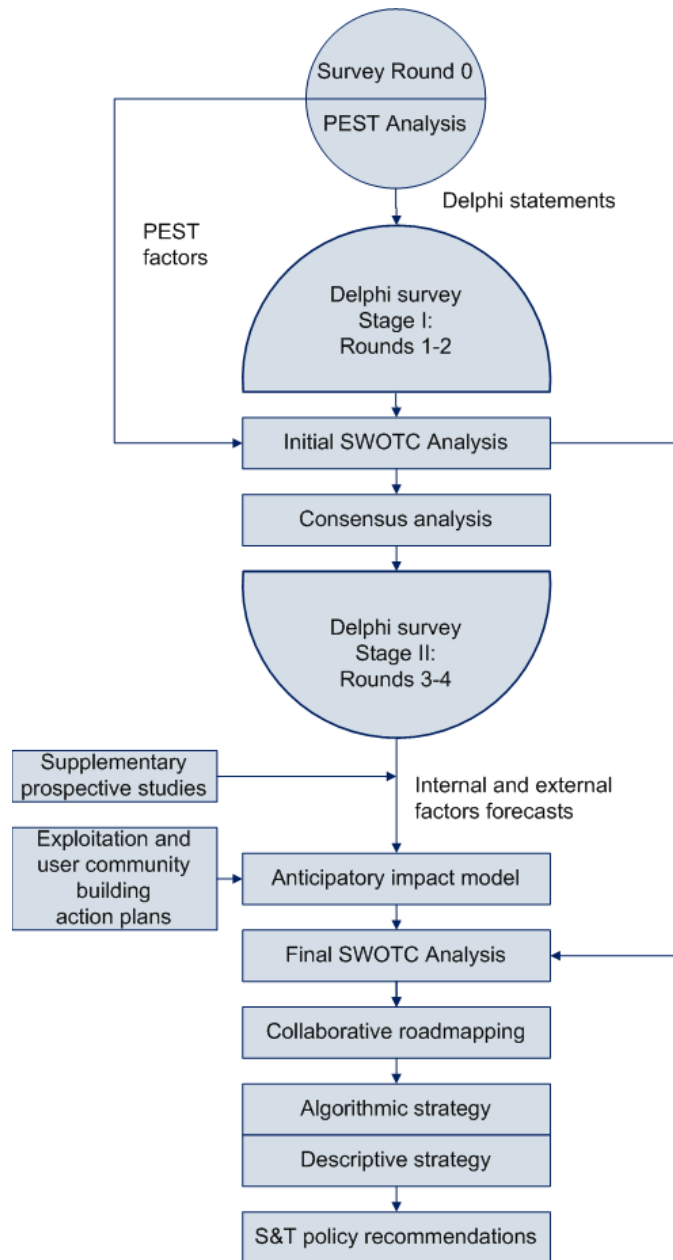 Survey Round 0
PEST Analysis
Delphi statements
PEST
factors
Delphi survey
Stage I:
Rounds 1-2
Initial SWOTC Analysis
Consensus analysis
Delphi survey
Stage II:
Rounds 3-4
Supplementary
prospective studies
Internal and external
factors forecasts
Exploitation and
user community
building
action plans
Anticipatory impact model
Final SWOTC Analysis
Collaborative roadmapping
Algorithmic strategy
Descriptive strategy
S&T policy recommendations